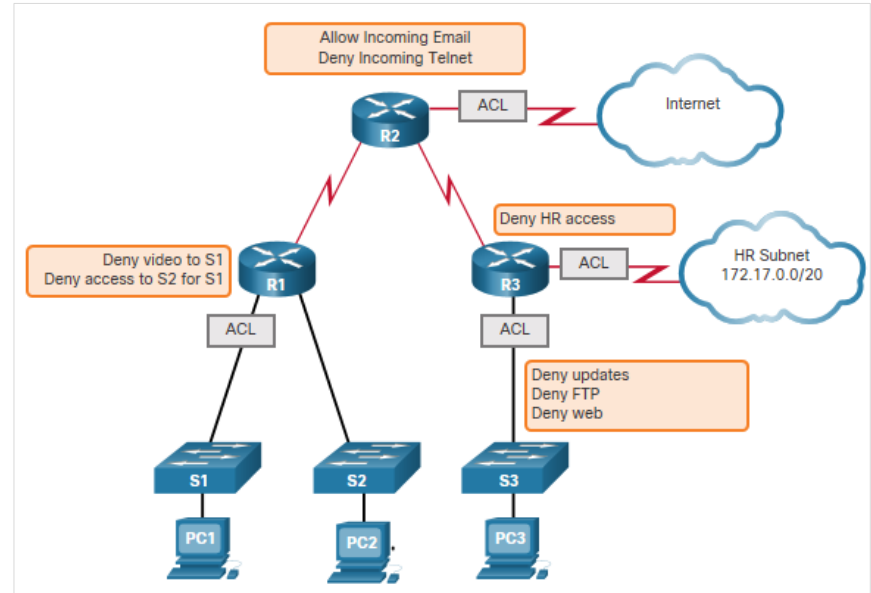 Allow Incoming Email
Deny Incoming Telnet
ACL
Internet
R2
Deny HR access
Deny video to S1
Deny access to S2 for S1
R1
R3
ACL
HR Subnet
172.17.0.0/20
ACL
ACL
Deny updates
Deny FTP
Deny web
S1
S2
S3
PC1
PC2
PC3